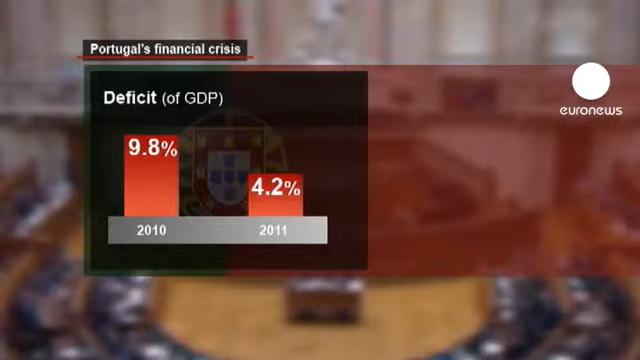 Portugal's financial crisis
euronews
Deficit (of GDP)
9.8%
4.2%
2010
2011